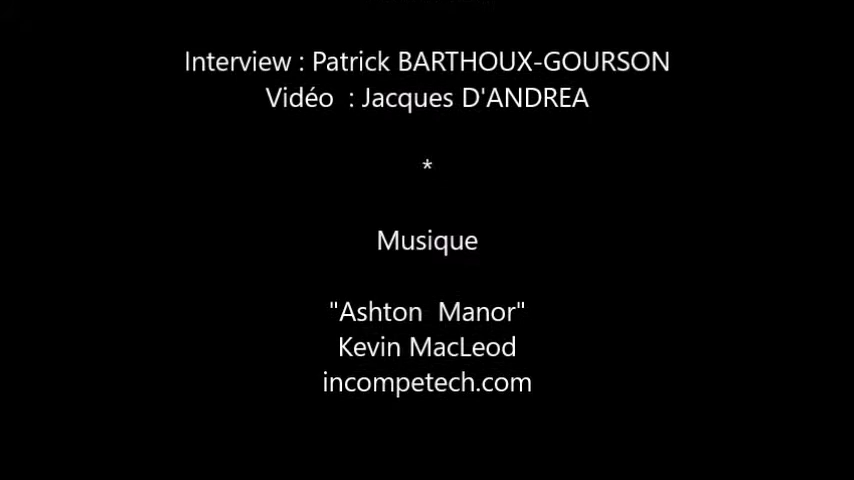 Interview : Patrick BARTHOUX-GOURSON
Vidéo : Jacques D'ANDREA
*
Musique
"Ashton Manor"
Kevin MacLeod
incompetech.com